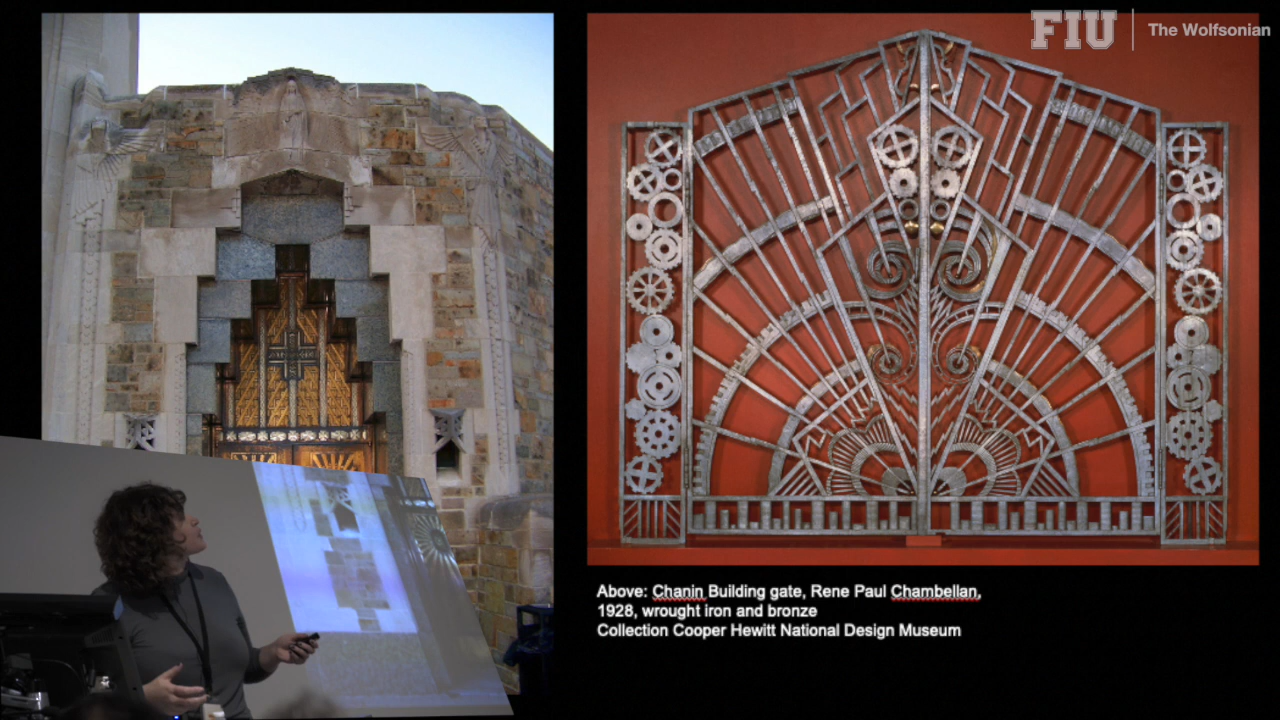 FIU | The Wolfsonian
Above: Chanin Building gate, Rene Paul Chambellan,
1928, wrought iron and bronze
Collection Cooper Hewitt National Design Museum